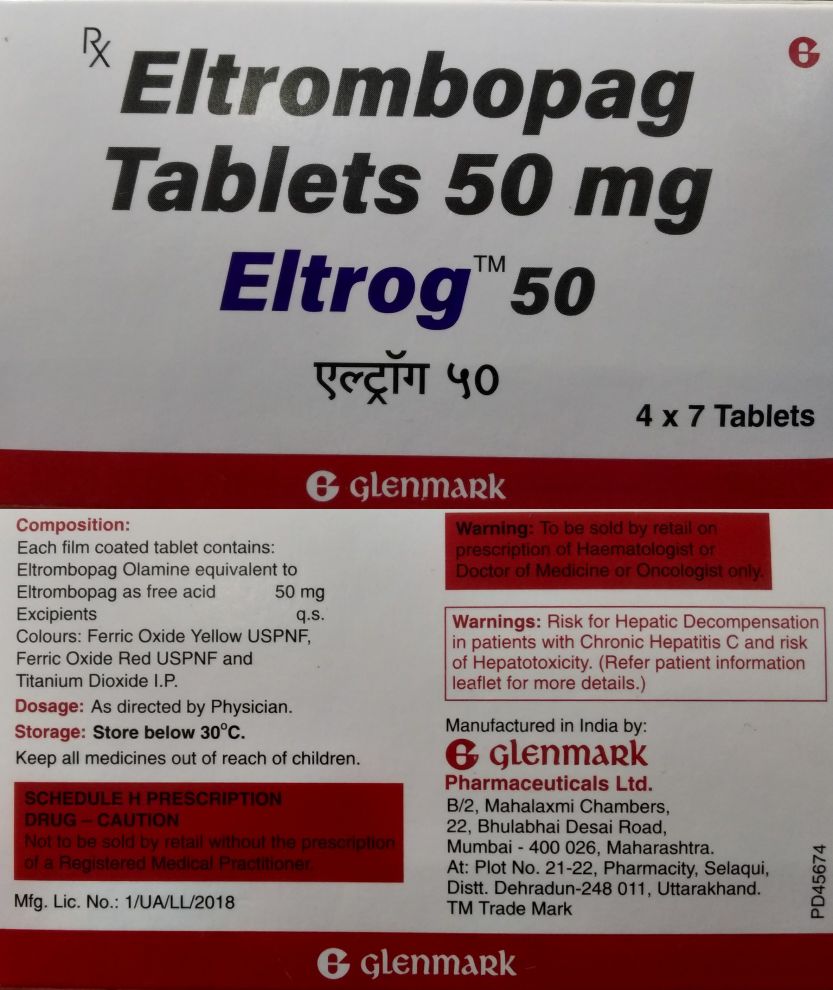 Rx
Eltrombopag
Tablets 50 mg
Eltrog™ 50
एल्ट्रॉग ५०
4 x 7 Tablets
G glenmark
Composition:
Each film coated tablet contains:
Eltrombopag Olamine equivalent to
Eltrombopag as free acid 50 mg
Excipients q.s.
Colours: Ferric Oxide Yellow USPNF,
Ferric Oxide Red USPNF and
Titanium Dioxide I.P.
Dosage: As directed by Physician.
Storage: Store below 30°C.
Keep all medicines out of reach of children.
SCHEDULE H PRESCRIPTION
DRUG – CAUTION
Not to be sold by retail without the prescription
of a Registered Medical Practitioner.
Mfg. Lic. No.: 1/UA/LL/2018
Warning: To be sold by retail on
prescription of Haematologist or
Doctor of Medicine or Oncologist only.
Warnings: Risk for Hepatic Decompensation
in patients with Chronic Hepatitis C and risk
of Hepatotoxicity. (Refer patient information
leaflet for more details.)
Manufactured in India by:
G glenmark
Pharmaceuticals Ltd.
B/2, Mahalaxmi Chambers,
22, Bhulabhai Desai Road,
Mumbai - 400 026, Maharashtra.
At: Plot No. 21-22, Pharmacity, Selaqui,
Distt. Dehradun-248 011, Uttarakhand.
TM Trade Mark
PD45674
G glenmark